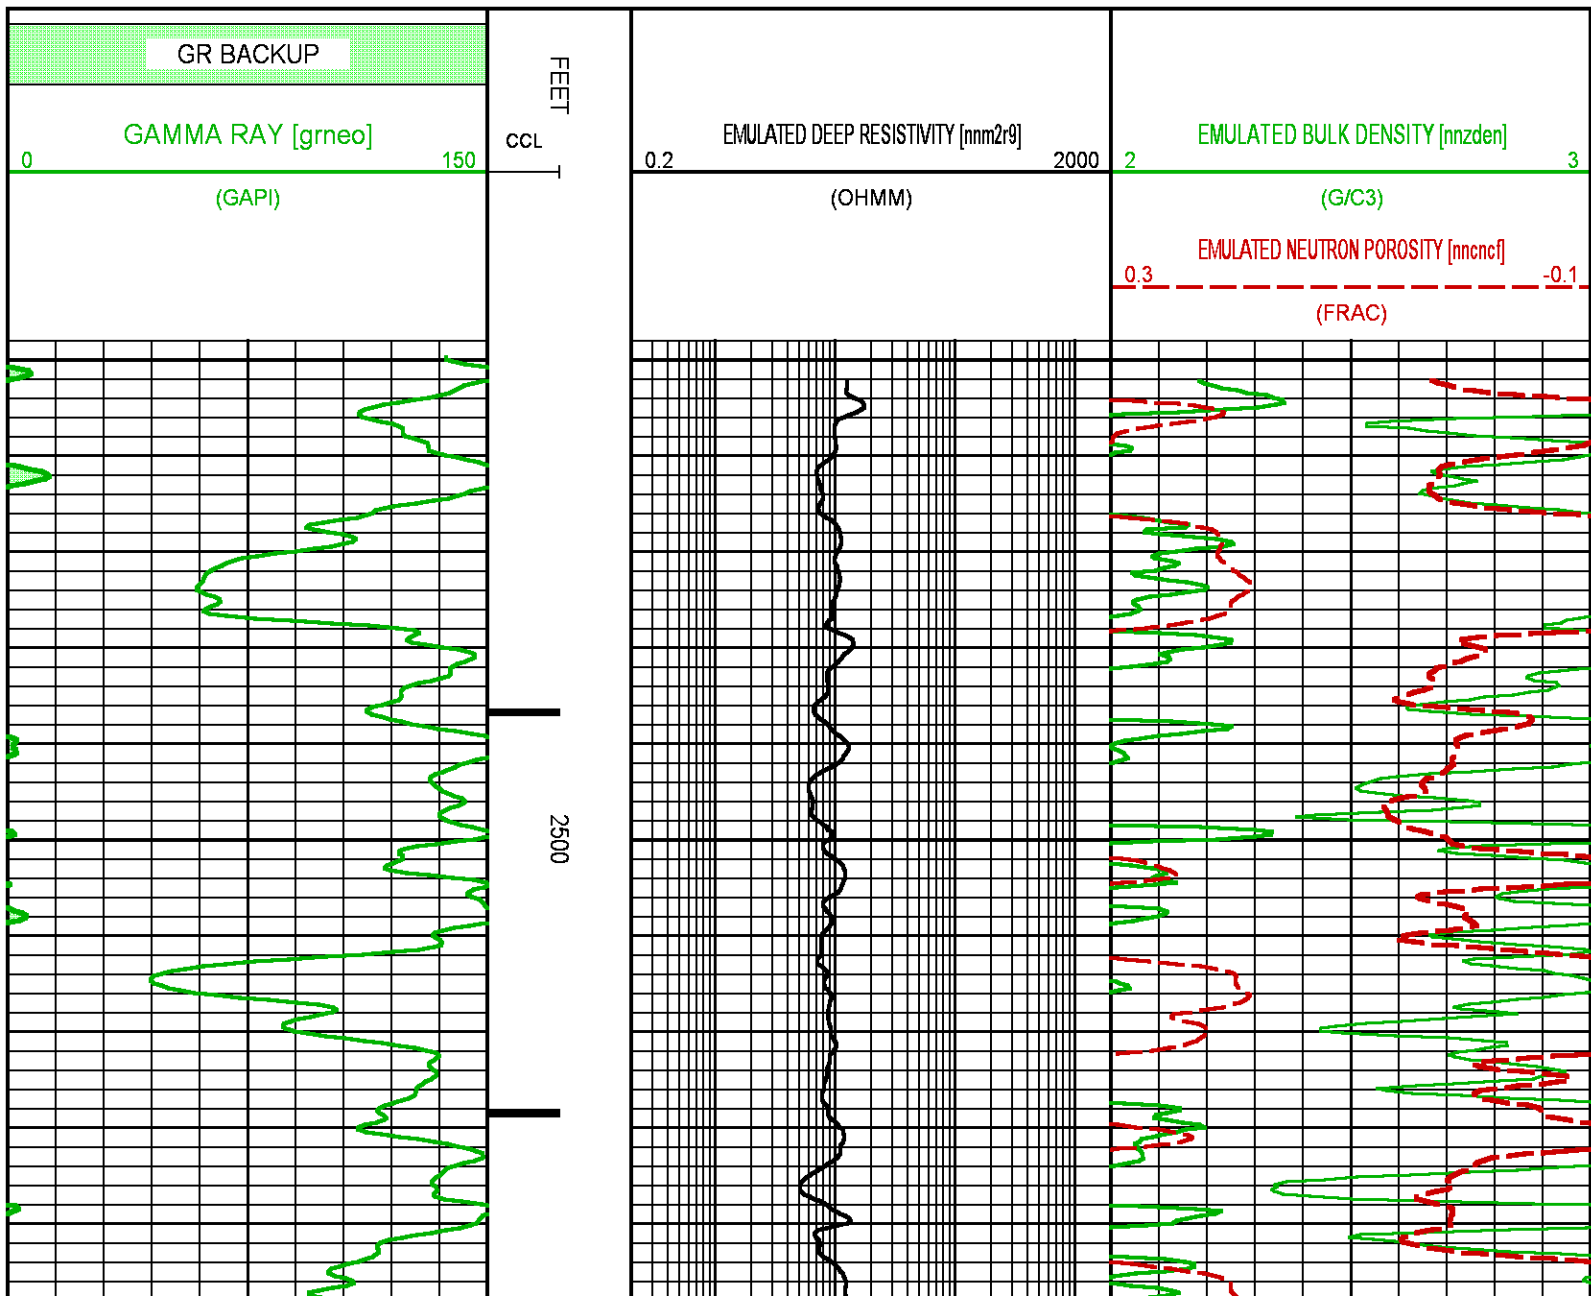 GR BACKUP
GAMMA RAY [grneo]
0 150
(GAPI)
FEET
CCL
EMULATED DEEP RESISTIVITY [nnm2r9]
0.2 2000
(OHMM)
EMULATED BULK DENSITY [nnzden]
2 3
(G/C3)
EMULATED NEUTRON POROSITY [nncncf]
0.3 -0.1
(FRAC)
2500